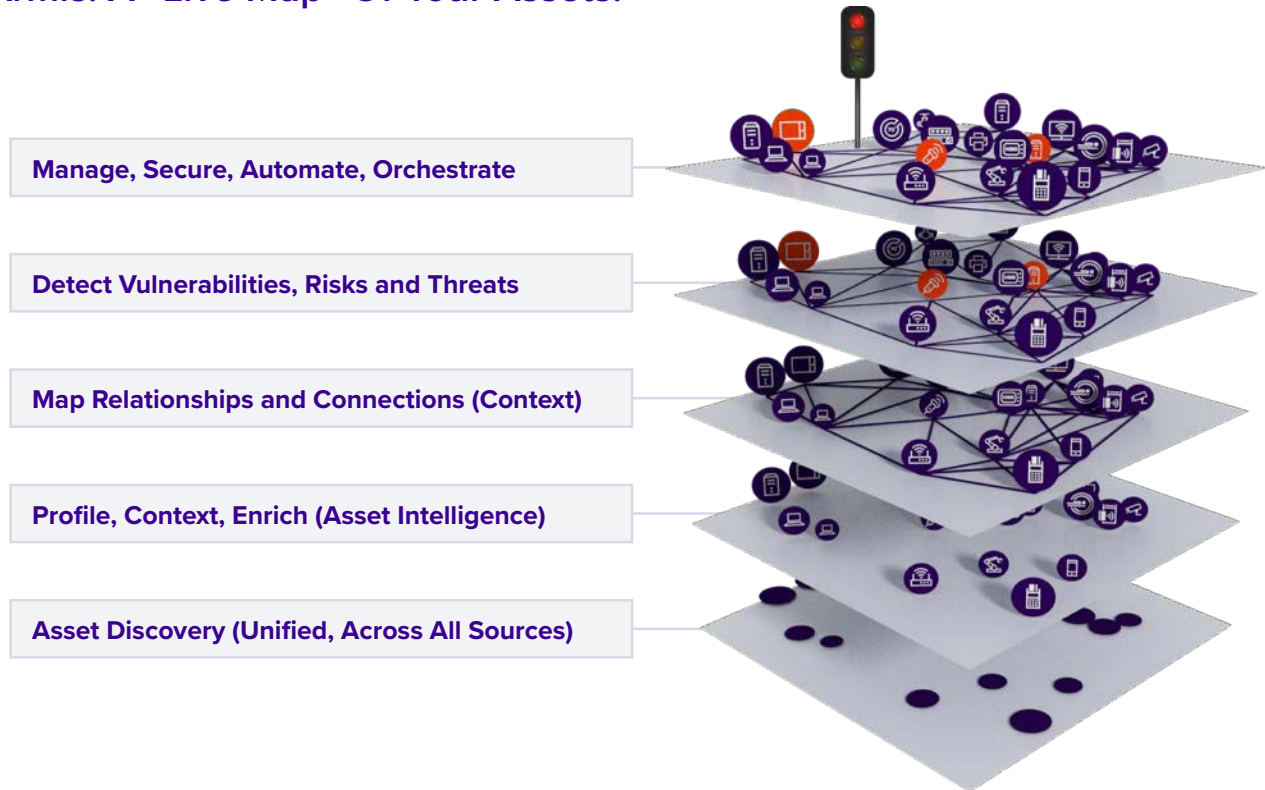 Manage, Secure, Automate, Orchestrate
Detect Vulnerabilities, Risks and Threats
Map Relationships and Connections (Context)
Profile, Context, Enrich (Asset Intelligence)
Asset Discovery (Unified, Across All Sources)